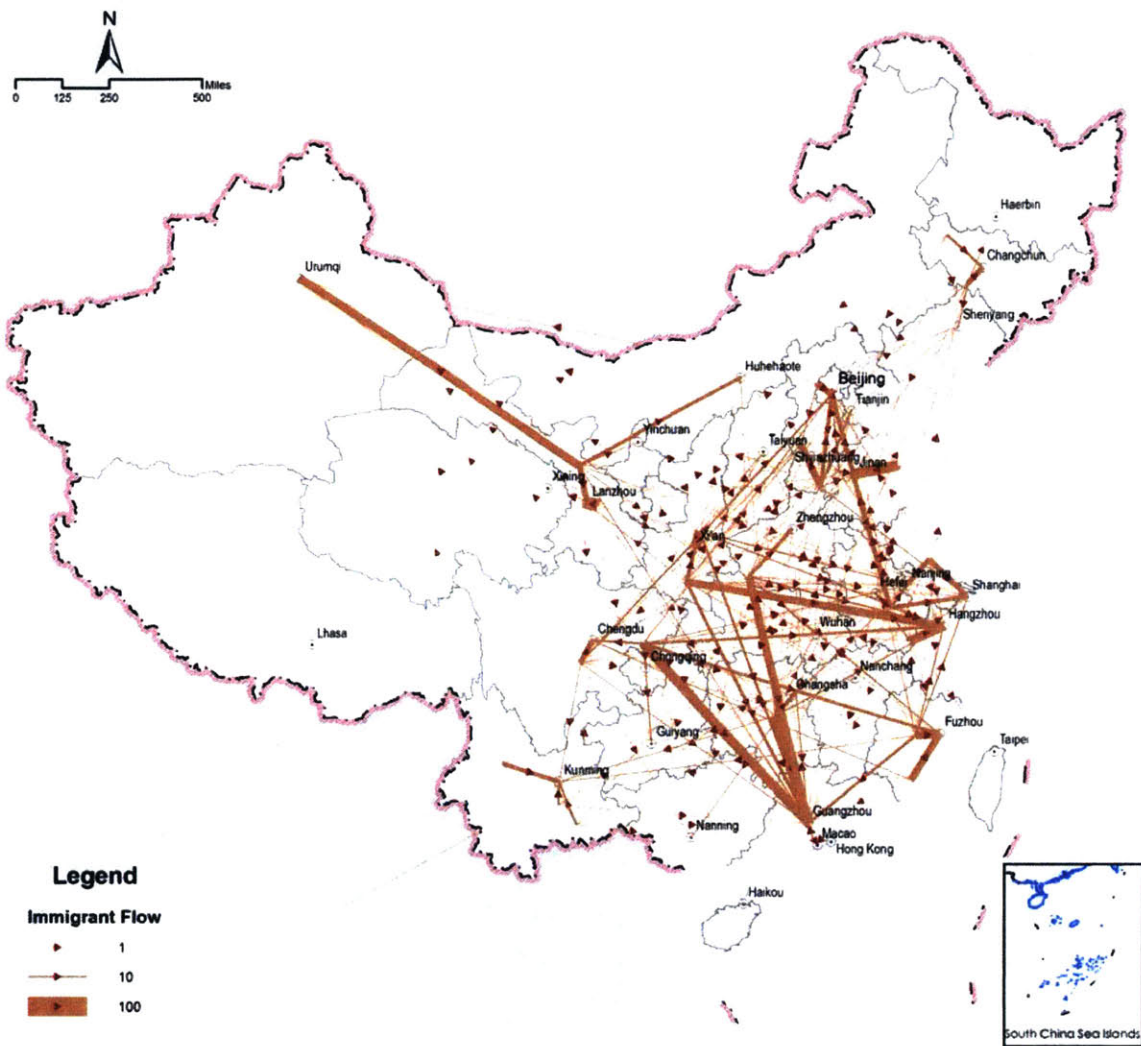 N
Miles
0 125 250 500
Haerbin
Changchun
Urumqi
Shenyang
Huhehaote
Beijing
Tianjin
Yinchuan
Taiyuan
Shijiazhuang
Jinan
Xining
Lanzhou
Zhengzhou
Xi'an
Nanjing
Hefei
Shanghai
Hangzhou
Wuhan
Chengdu
Chongqing
Nanchang
Lhasa
Changsha
Guiyang
Fuzhou
Taipei
Kunming
Guangzhou
Nanning
Macao
Hong Kong
Haikou
Legend
Immigrant Flow
1
10
100
South China Sea Islands